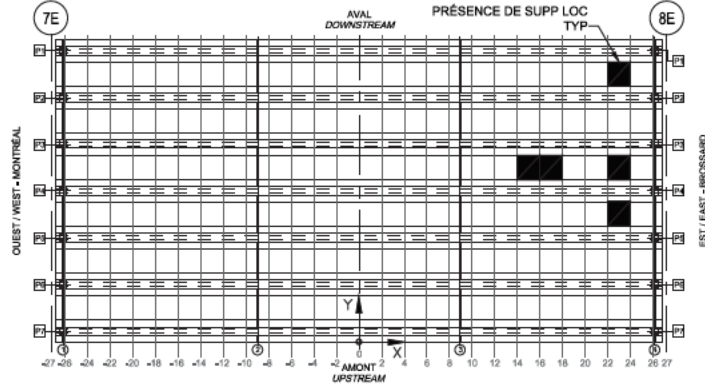 7E
AVAL
DOWNSTREAM
PRÉSENCE DE SUPP LOC
TYP
8E
P1
P1
P2
P2
P3
P3
P4
P4
P5
P5
P6
P6
P7
P7
OUEST / WEST - MONTRÉAL
EST / EAST - BROSSARD
Y
X
1
2
3
4
-27 -26 -24 -22 -20 -18 -16 -14 -12 -10 -8 -6 -4 -2 0 2 4 6 8 10 12 14 16 18 20 22 24 26 27
AMONT
UPSTREAM